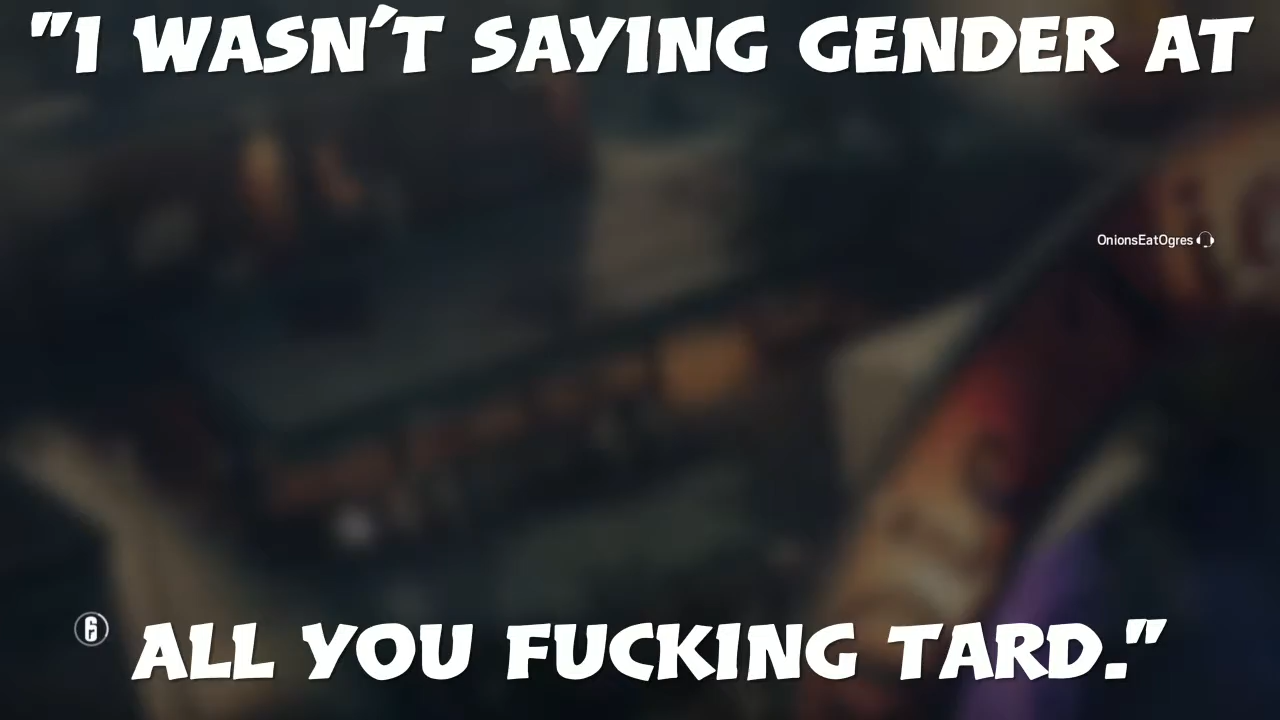 "I WASN'T SAYING GENDER AT
OnionsEatOgres
ALL YOU FUCKING TARD."